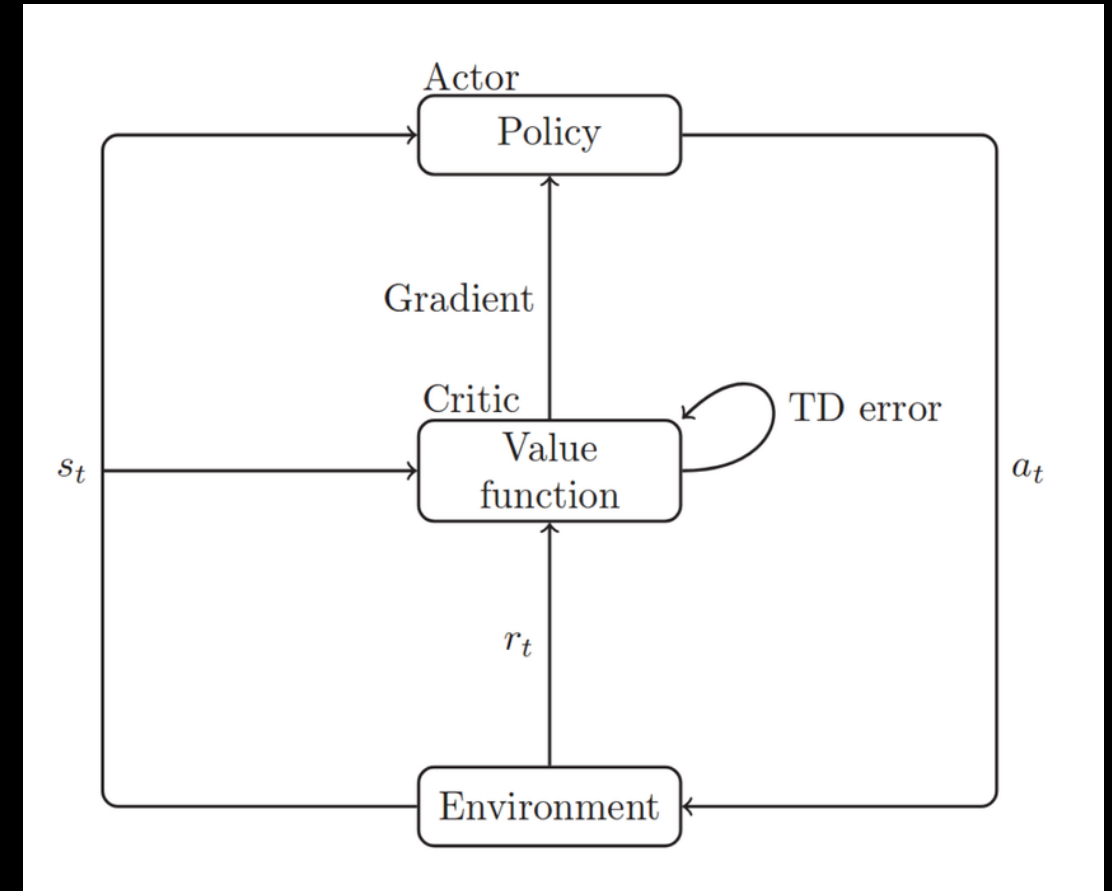 Actor
Policy
Gradient
Critic
TD error
Value
function
s_t
a_t
r_t
Environment